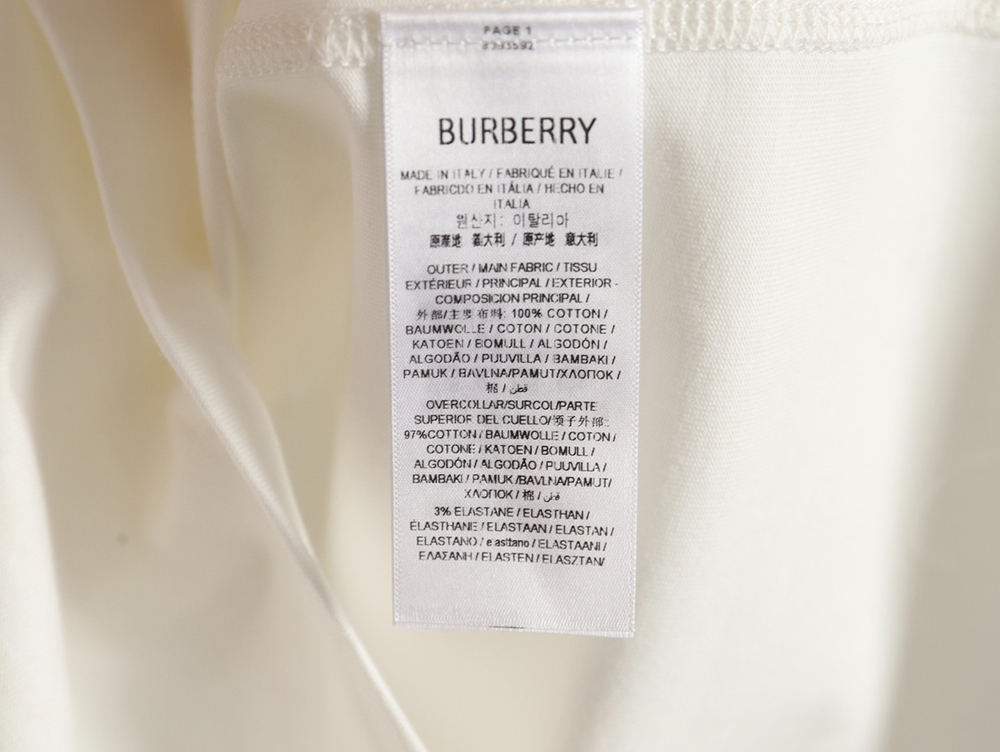 PAGE 1
BURBERRY
MADE IN ITALY / FABRIQUÉ EN ITALIE /
FABRICDO EN ITÁLIA / HECHO EN
ITALIA
원산지: 이탈리아
原產地 義大利 / 原产地 意大利
OUTER / MAIN FABRIC / TISSU
EXTÉRIEUR / PRINCIPAL / EXTERIOR -
COMPOSICION PRINCIPAL /
外部/主要布料: 100% COTTON /
BAUMWOLLE / COTON / COTONE /
KATOEN / BOMULL / ALGODÓN /
ALGODÃO / PUUVILLA / BAMBAKI /
PAMUK / BAVLNA/PAMUT/ХЛОПОК /
棉 / قطن
OVERCOLLAR/SURCOL/PARTE
SUPERIOR DEL CUELLO/领子外部:
97%COTTON / BAUMWOLLE / COTON /
COTONE / KATOEN / BOMULL /
ALGODÓN / ALGODÃO / PUUVILLA /
BAMBAKI / PAMUK /BAVLNA/PAMUT/
ХЛОПОК / 棉 / قطن
3% ELASTANE / ELASTHAN /
ÉLASTHANE / ELASTAAN / ELASTAN /
ELASTANO / e asttano / ELASTAANI /
ΕΛΑΣΑΝΗ / ELASTEN / ELASZTAN/